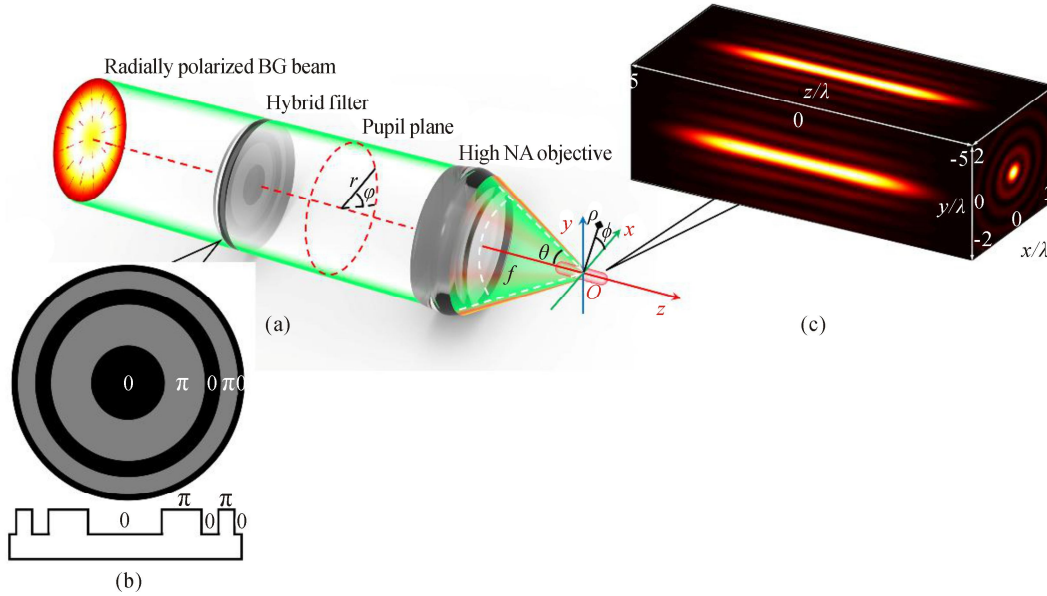 Radially polarized BG beam
Hybrid filter
Pupil plane
High NA objective
r
φ
θ
f
y
ρ
ϕ
x
O
z
(a)
0
π
0
π
0
π
π
0
0
0
(b)
5
z/λ
0
-5
2
y/λ
0
-2
0
x/λ
(c)